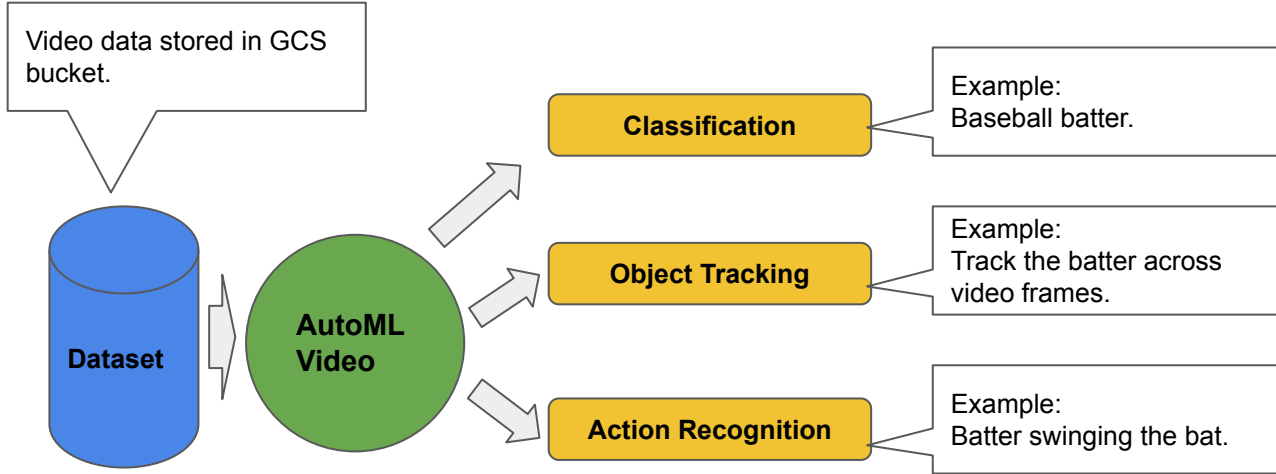 Video data stored in GCS
bucket.
Dataset
AutoML
Video
Classification
Example:
Baseball batter.
Object Tracking
Example:
Track the batter across
video frames.
Action Recognition
Example:
Batter swinging the bat.